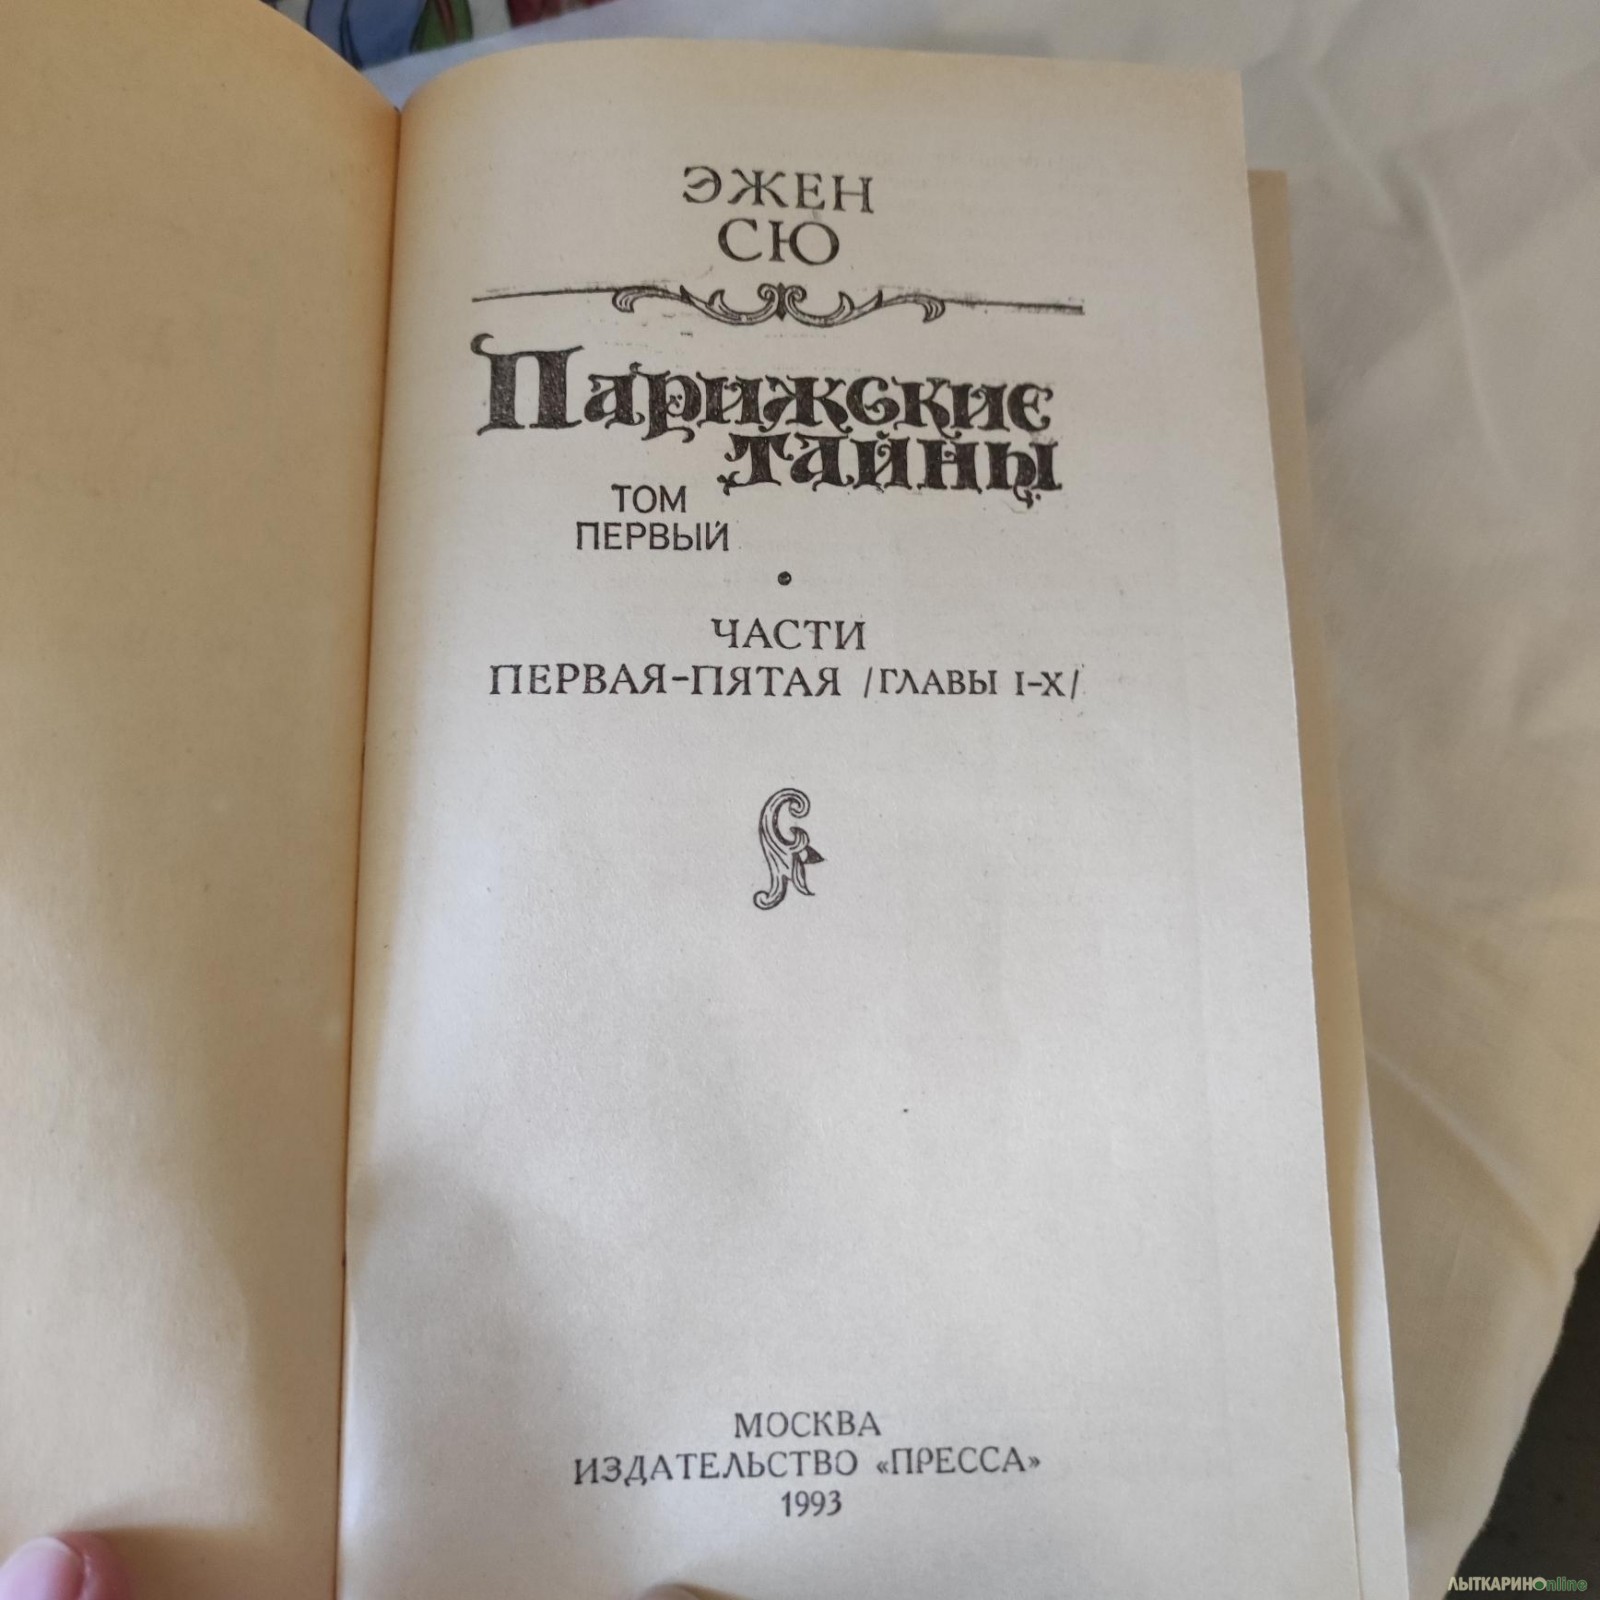 ЭЖЕН
СЮ
Парижские
тайны
ТОМ
ПЕРВЫЙ
•
ЧАСТИ
ПЕРВАЯ-ПЯТАЯ /ГЛАВЫ I-X/
МОСКВА
ИЗДАТЕЛЬСТВО «ПРЕССА»
1993
ЛЫТКАРИНОonline